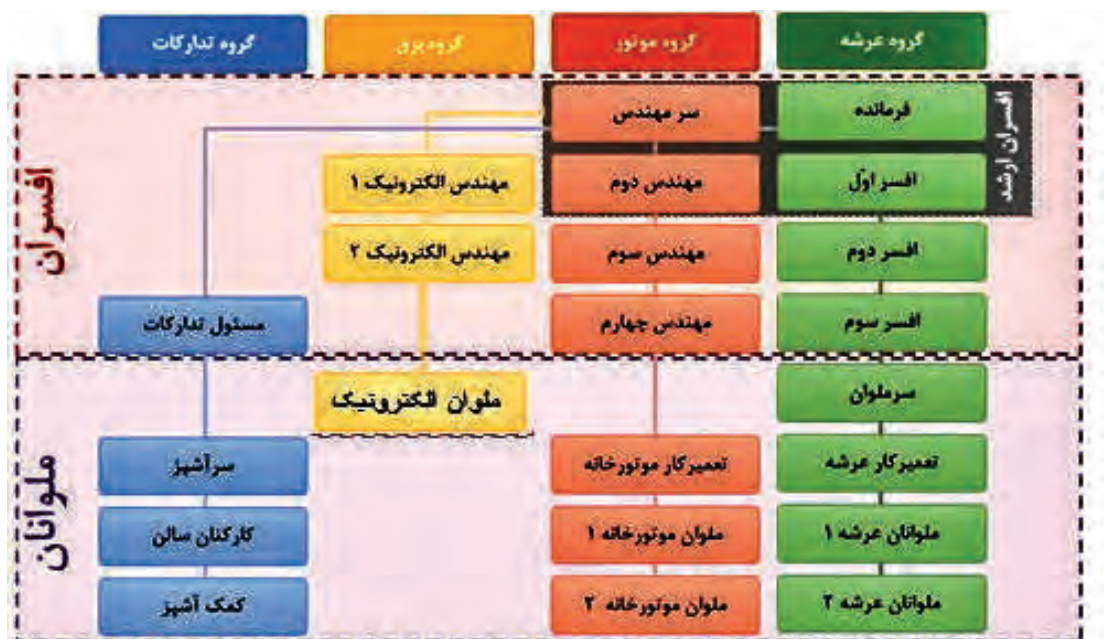 گروه عرشه
گروه موتور
گروه برق
گروه تدارکات
افسران ارشد
افسران
فرمانده
سر مهندس
افسر اوّل
مهندس دوم
مهندس الکترونیک ۱
افسر دوم
مهندس سوم
مهندس الکترونیک ۲
افسر سوم
مهندس چهارم
مسئول تدارکات
ملوانان
سرملوان
ملوان الکترونیک
تعمیرکار عرشه
تعمیرکار موتورخانه
سرآشپز
ملوانان عرشه ۱
ملوان موتورخانه ۱
کارکنان سالن
ملوانان عرشه ۲
ملوان موتورخانه ۲
کمک آشپز